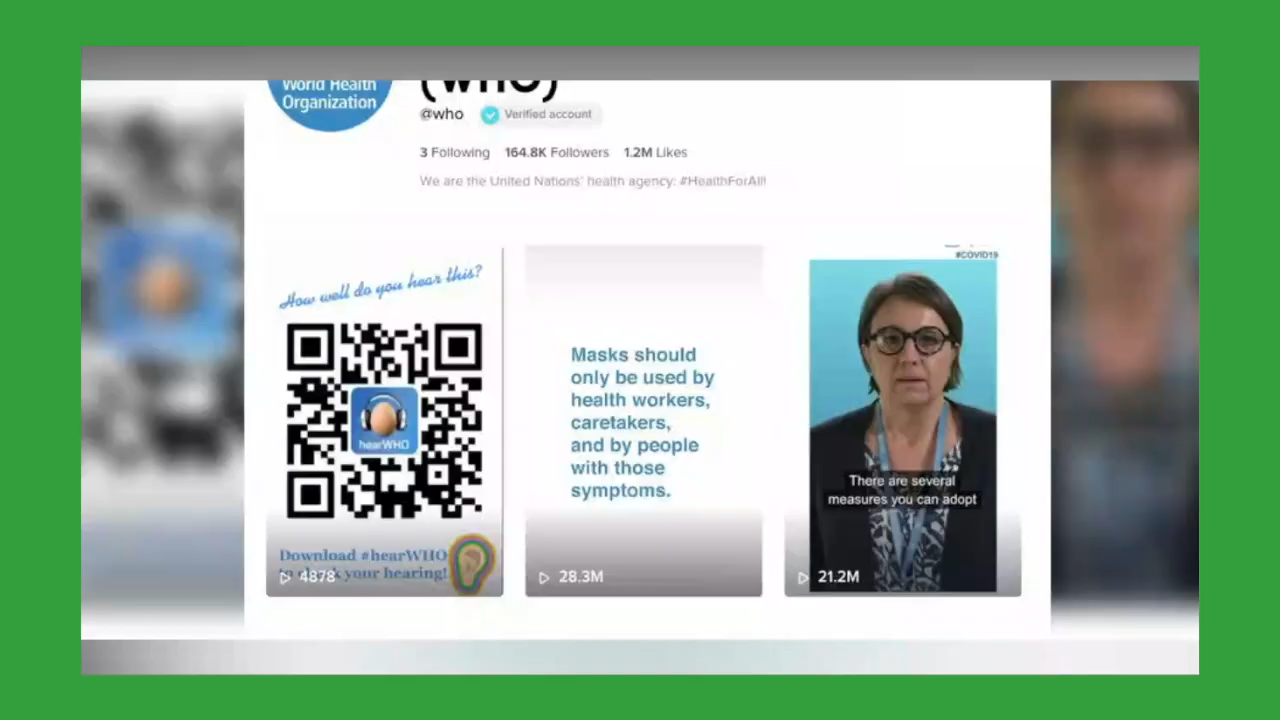 World Health
Organization
(WHO)
@who Verified account
3 Following 164.8K Followers 1.2M Likes
We are the United Nations' health agency: #HealthForAll!
How well do you hear this?
hearWHO
Download #hearWHO
to check your hearing!
4878
Masks should
only be used by
health workers,
caretakers,
and by people
with those
symptoms.
28.3M
#COVID19
There are several
measures you can adopt
21.2M